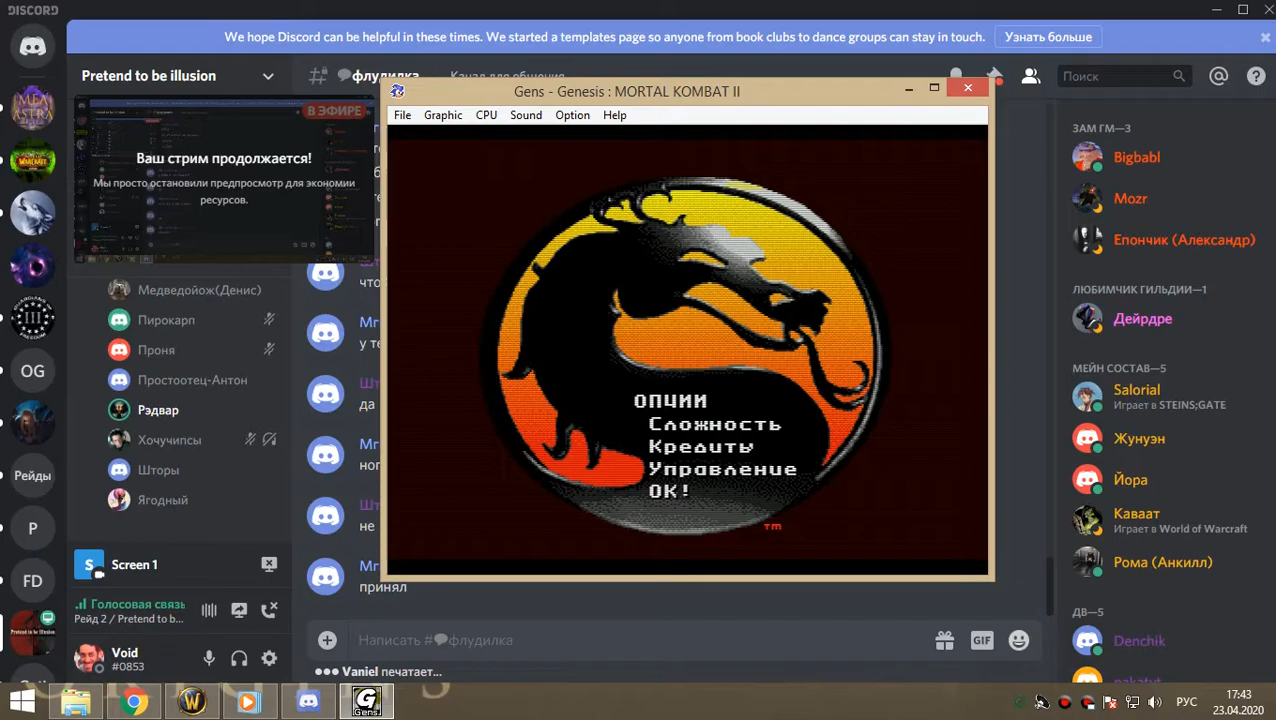 DISCORD
We hope Discord can be helpful in these times. We started a templates page so anyone from book clubs to dance groups can stay in touch.
Узнать больше
Pretend to be illusion
флудилка
Канал для общения
Поиск
В ЭФИРЕ
Ваш стрим продолжается!
Мы просто остановили предпросмотр для экономии
ресурсов.
Медведойож(Денис)
Пирокарп
Проня
Простоотец-Антон
Рэдвар
Хочучипсы
Шторы
Ягодный
Screen 1
Голосовая связь
Рейд 2 / Pretend to b...
Void
#0853
OG
Рейды
P
FD
Gens - Genesis : MORTAL KOMBAT II
File Graphic CPU Sound Option Help
ОПЦИИ
Сложность
Кредиты
Управление
ОК!
TM
что
у те
да
не
принял
Написать #флудилка
GIF
Vaniel печатает...
ЗАМ ГМ—3
Bigbabl
Mozr
Епончик (Александр)
ЛЮБИМЧИК ГИЛЬДИИ—1
Дейрдре
МЕЙН СОСТАВ—5
Salorial
Играет в STEINS;GATE
Жунуэн
Йора
Каваат
Играет в World of Warcraft
Рома (Анкилл)
ДВ—5
Denchik
Gens
РУС
17:43
23.04.2020